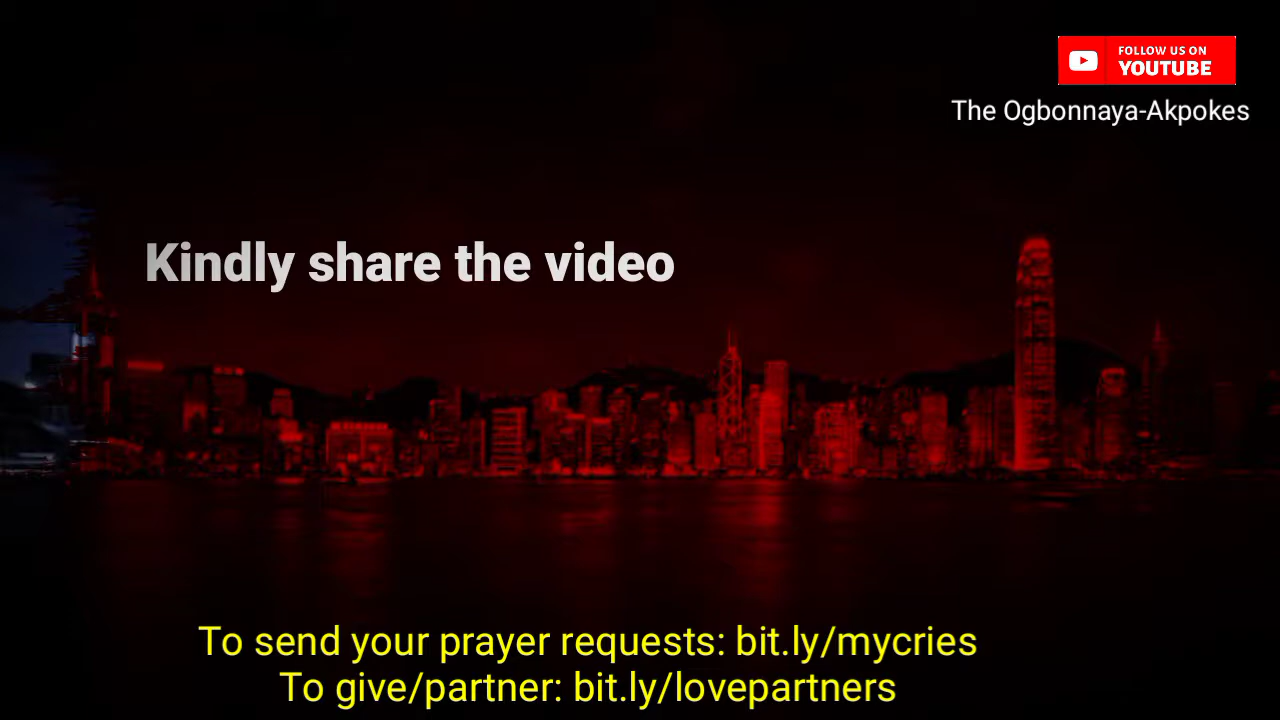 FOLLOW US ON
YOUTUBE
The Ogbonnaya-Akpokes
Kindly share the video
To send your prayer requests: bit.ly/mycries
To give/partner: bit.ly/lovepartners